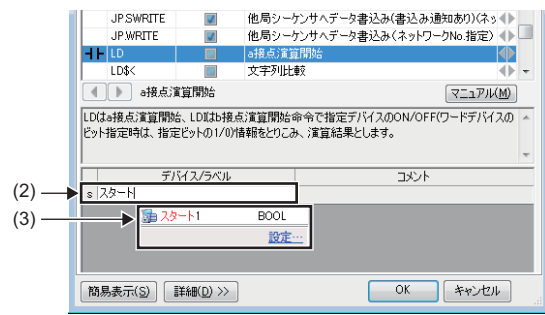 JP.SWRITE 他局シーケンサへデータ書込み(書込み通知あり)(ネッ
JP.WRITE 他局シーケンサへデータ書込み(ネットワークNo.指定)
LD a接点演算開始
LD$< 文字列比較
a接点演算開始 マニュアル(M)
LDはa接点演算開始、LDIはb接点演算開始命令で指定デバイスのON/OFF(ワードデバイスの
ビット指定時は、指定ビットの1/0)情報をとりこみ、演算結果とします。
デバイス/ラベル コメント
(2) s スタート
(3) スタート1 BOOL
設定…
簡易表示(S) 詳細(D) >> OK キャンセル